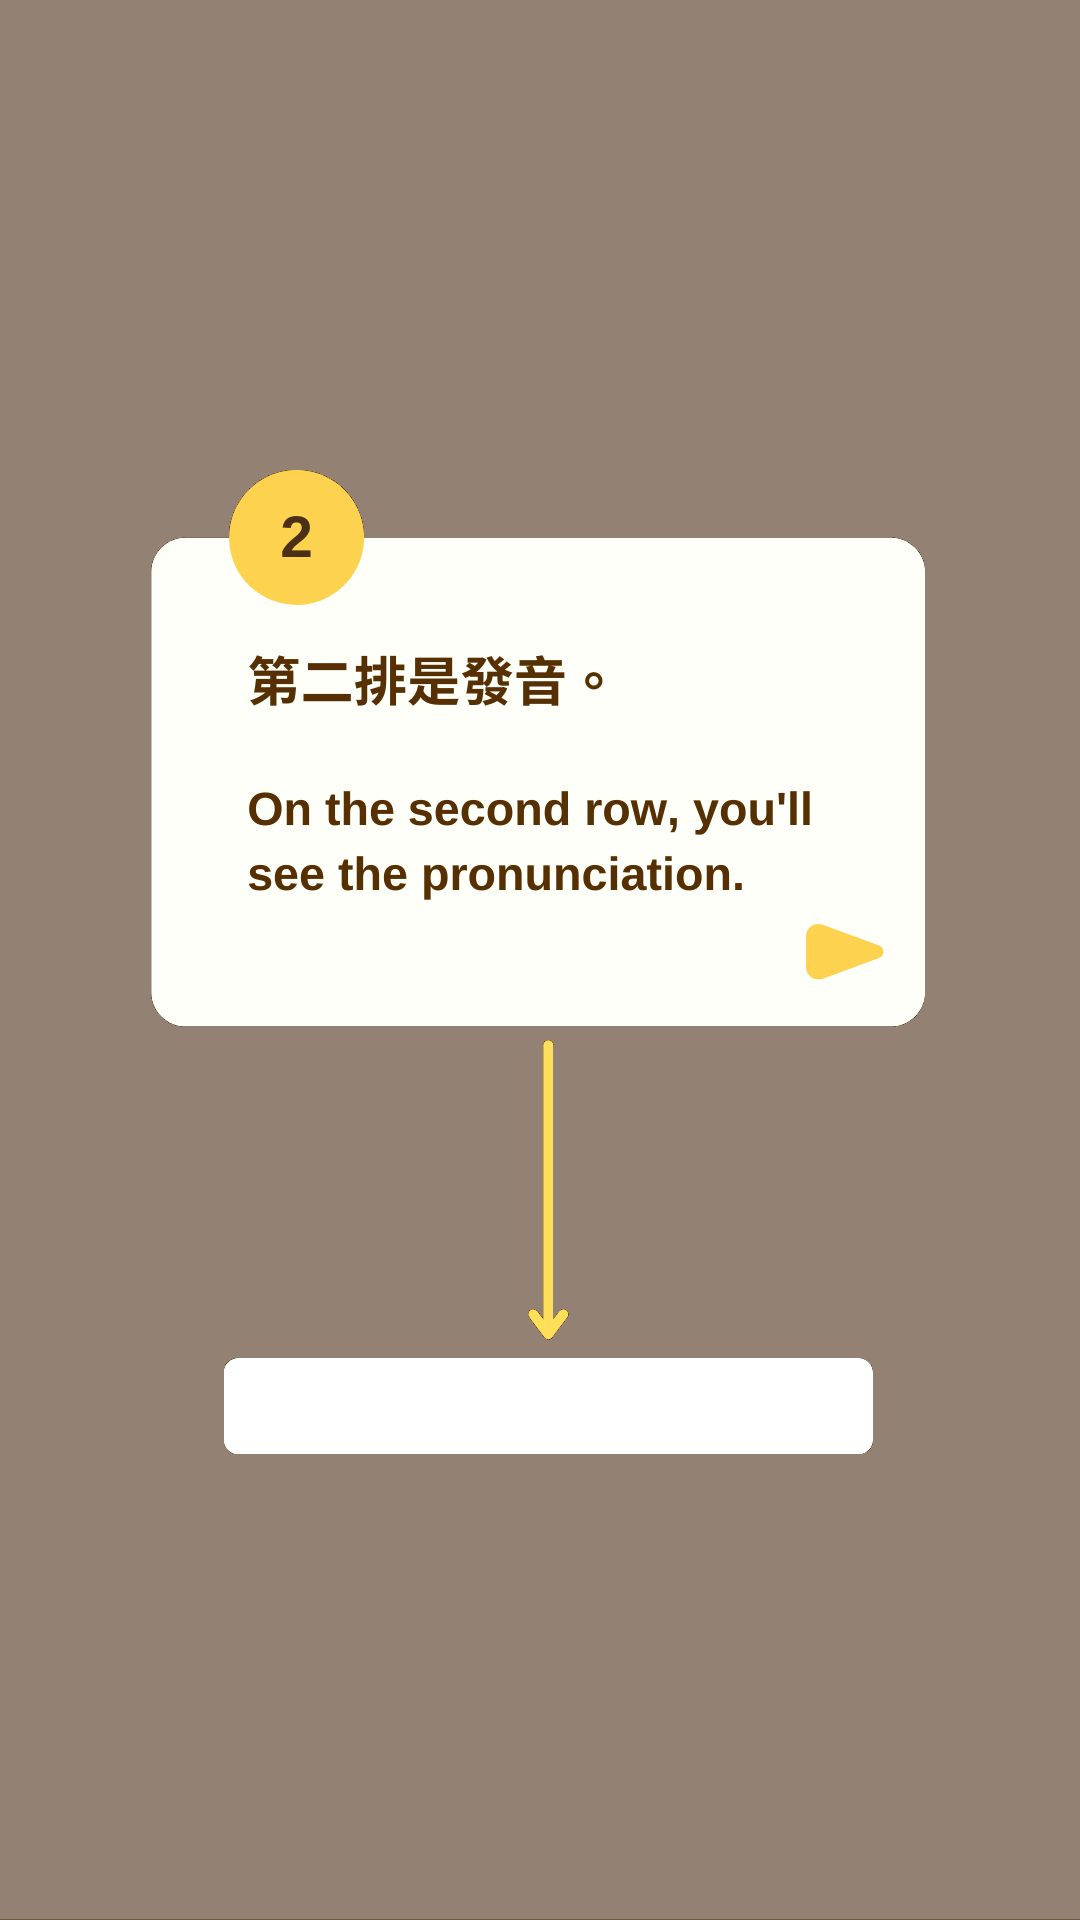 2
第二排是發音。
On the second row, you'll
see the pronunciation.